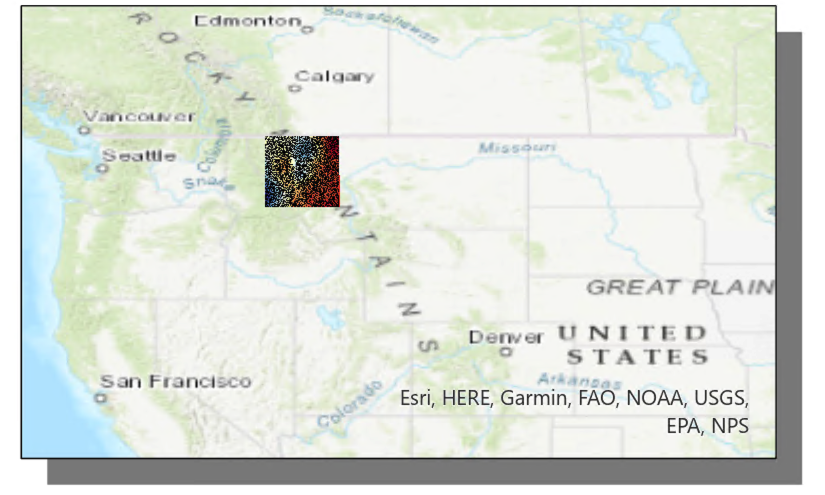 Edmonton
Saskatchewan
ROCKY
Calgary
Vancouver
Columbia
Seattle
Missouri
Snake
M
NTAINS
GREAT PLAIN
Denver
UNITED
STATES
San Francisco
Colorado
Arkansas
Esri, HERE, Garmin, FAO, NOAA, USGS,
EPA, NPS